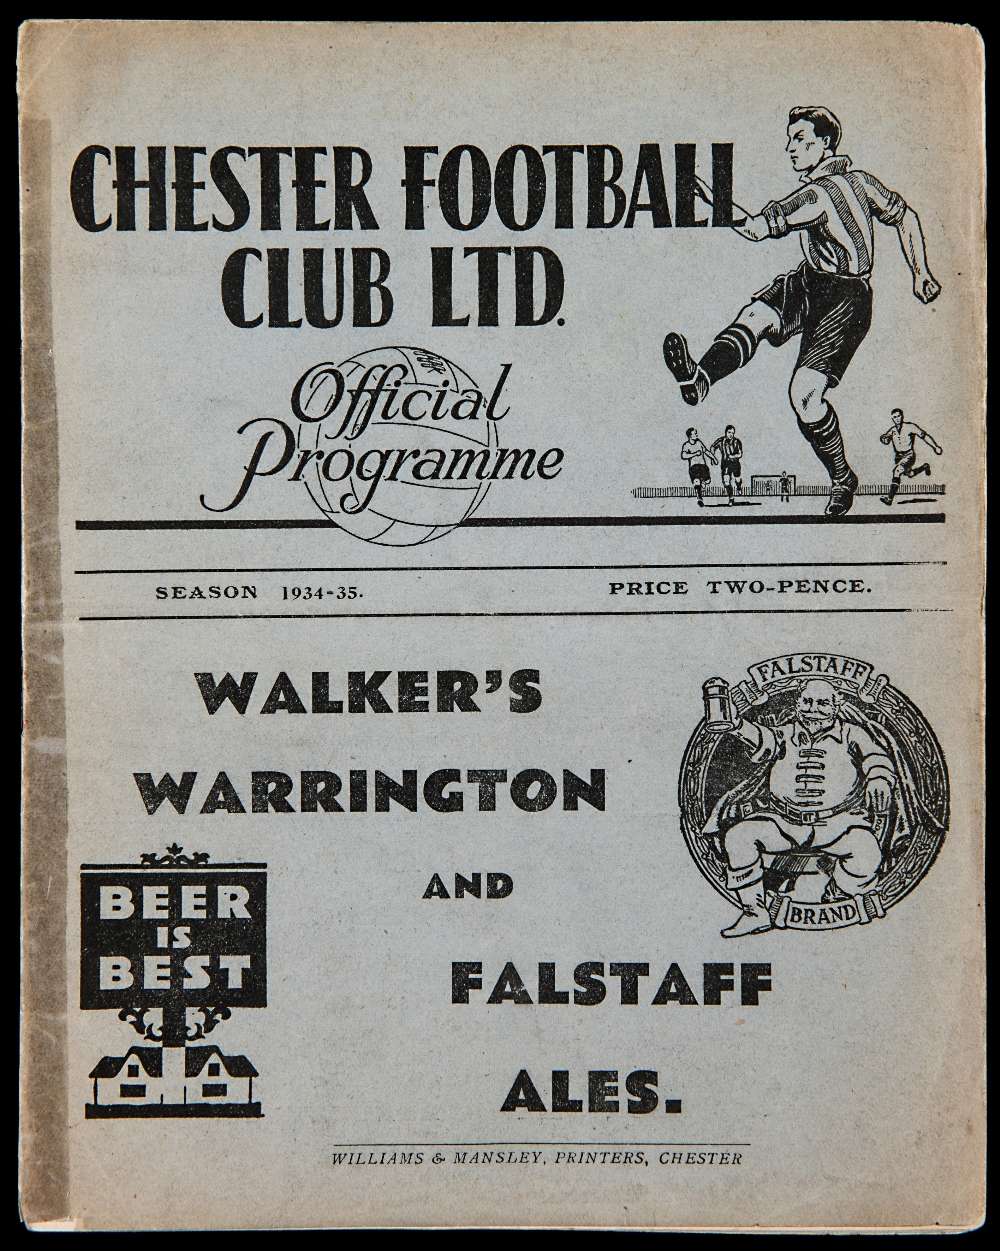 CHESTER FOOTBALL
CLUB LTD.
Official
Programme
SEASON 1934-35.
PRICE TWO-PENCE.
WALKER'S
WARRINGTON
AND
FALSTAFF
ALES.
FALSTAFF
BRAND
BEER
IS
BEST
WILLIAMS & MANSLEY, PRINTERS, CHESTER